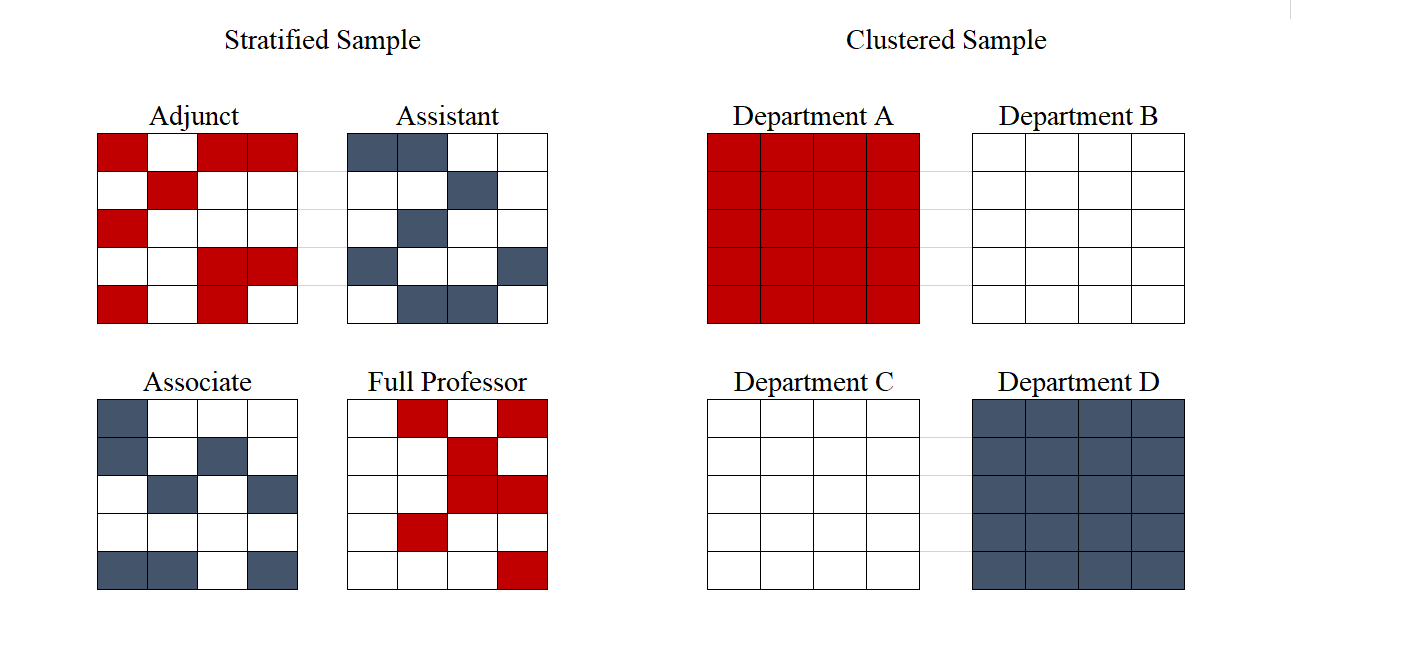 Stratified Sample
Clustered Sample
Adjunct
Assistant
Department A
Department B
Associate
Full Professor
Department C
Department D